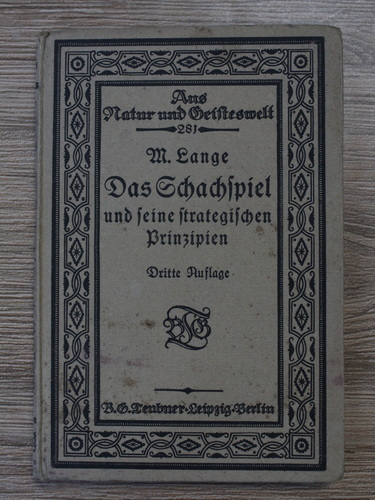 Aus
Natur und Geisteswelt
281
M. Lange
Das Schachspiel
und seine strategischen
Prinzipien
Dritte Auflage
B. G. Teubner · Leipzig · Berlin